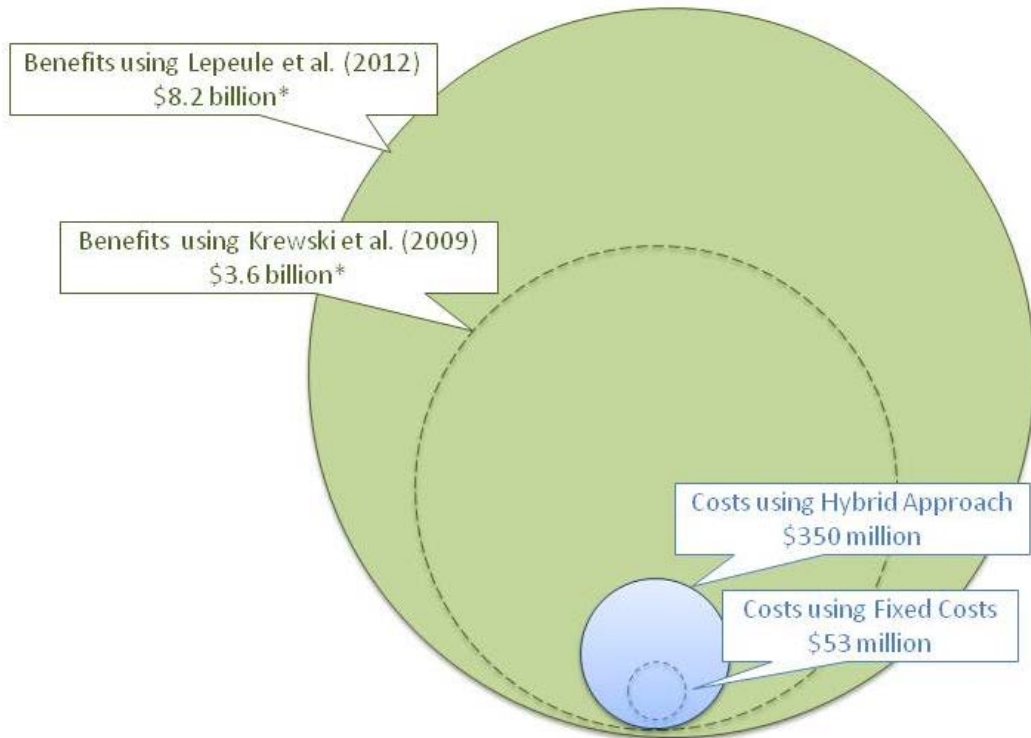 Benefits using Lepeule et al. (2012)
$8.2 billion*
Benefits using Krewski et al. (2009)
$3.6 billion*
Costs using Hybrid Approach
$350 million
Costs using Fixed Costs
$53 million